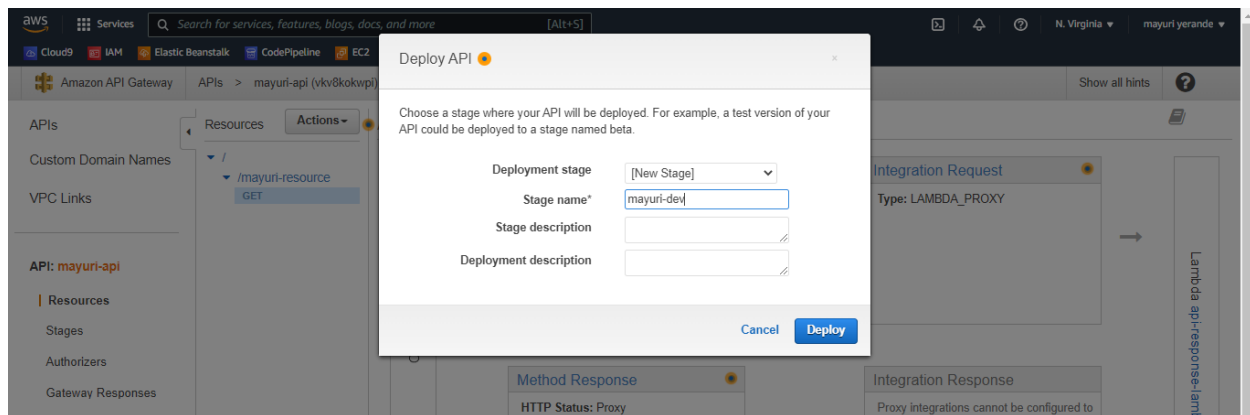 aws Services Search for services, features, blogs, docs, and more [Alt+S] N. Virginia mayuri yerande
Cloud9 IAM Elastic Beanstalk CodePipeline EC2
Amazon API Gateway APIs > mayuri-api (vkv8kokwpi) Show all hints
Deploy API
Choose a stage where your API will be deployed. For example, a test version of your
API could be deployed to a stage named beta.
Deployment stage [New Stage]
Stage name* mayuri-dev
Stage description
Deployment description
Cancel Deploy
APIs
Custom Domain Names
VPC Links
API: mayuri-api
Resources
Stages
Authorizers
Gateway Responses
Resources Actions
/
/mayuri-resource
GET
Integration Request
Type: LAMBDA_PROXY
Lambda api-response-lamb
Method Response
HTTP Status: Proxy
Integration Response
Proxy integrations cannot be configured to